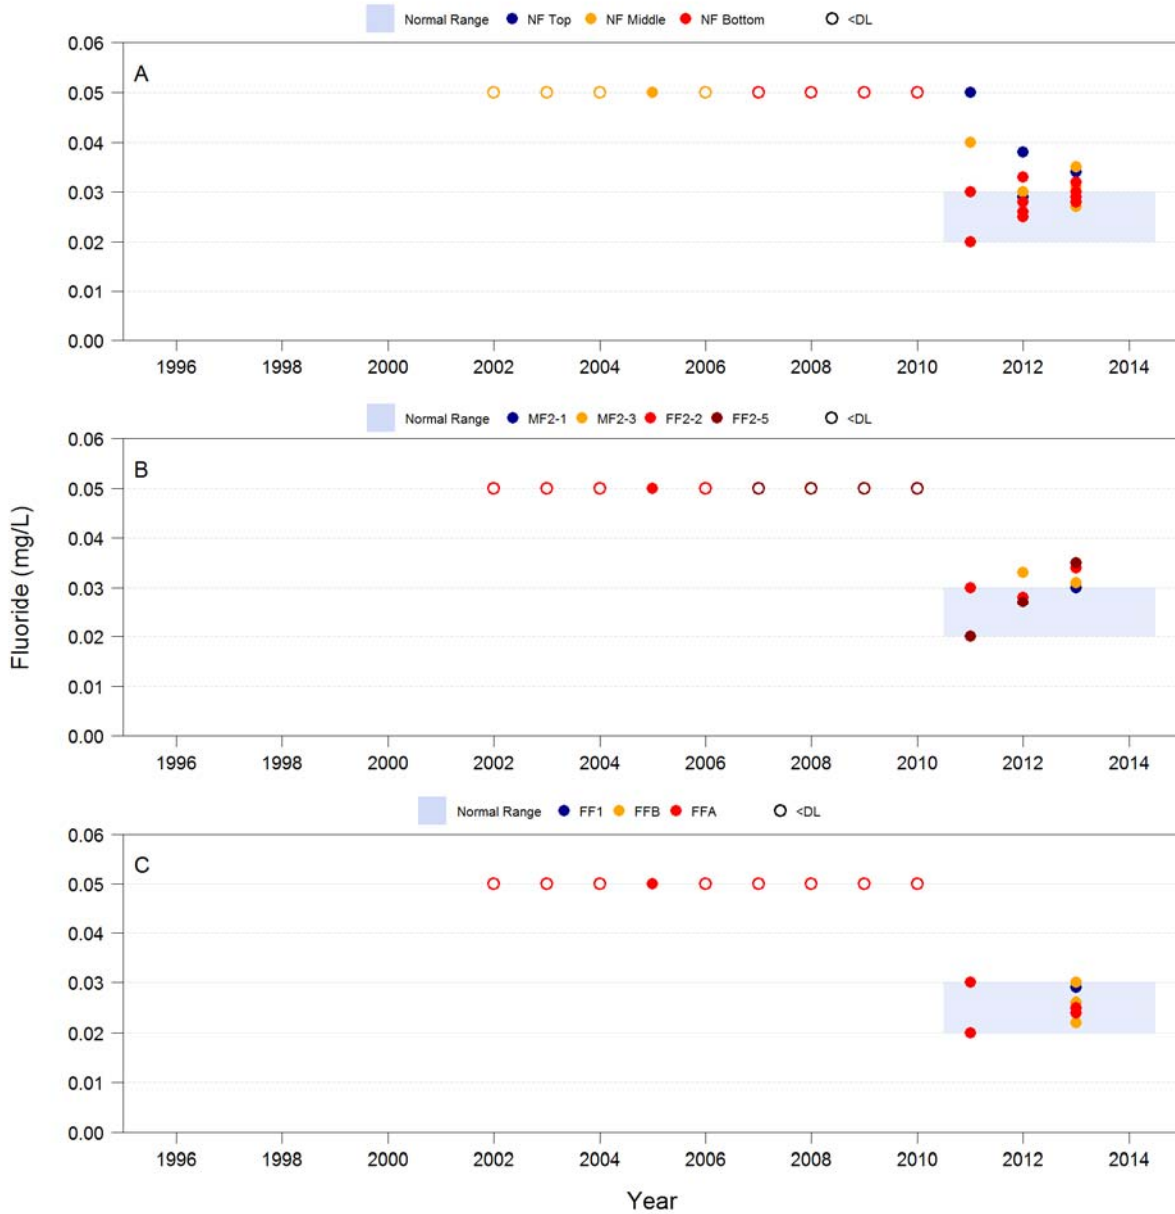 Normal Range NF Top NF Middle NF Bottom <DL
0.06
A
0.05
0.04
0.03
0.02
0.01
0.00
1996 1998 2000 2002 2004 2006 2008 2010 2012 2014
Normal Range MF2-1 MF2-3 FF2-2 FF2-5 <DL
0.06
B
0.05
0.04
0.03
0.02
0.01
0.00
1996 1998 2000 2002 2004 2006 2008 2010 2012 2014
Fluoride (mg/L)
Normal Range FF1 FFB FFA <DL
0.06
C
0.05
0.04
0.03
0.02
0.01
0.00
1996 1998 2000 2002 2004 2006 2008 2010 2012 2014
Year